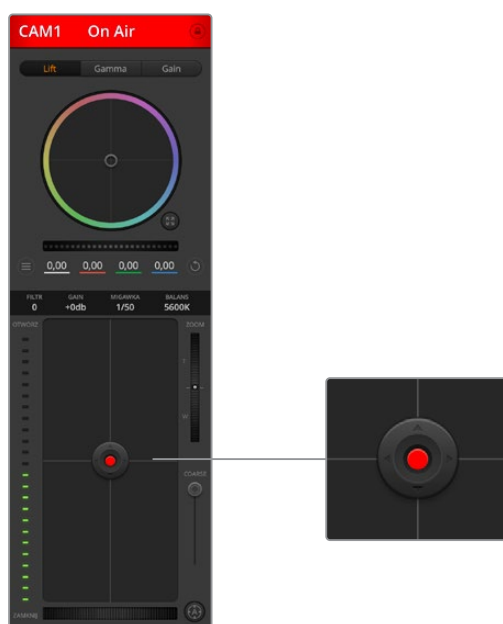 CAM1 On Air
Lift Gamma Gain
0,00 0,00 0,00 0,00
FILTR GAIN MIGAWKA BALANS
0 +0db 1/50 5600K
OTWÓRZ ZOOM
T
W
COARSE
ZAMKNIJ